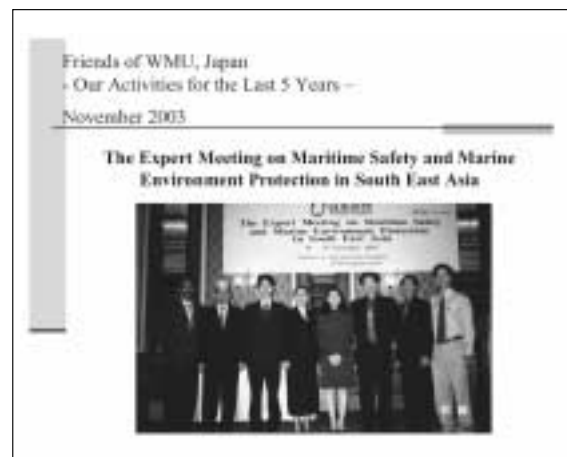 Friends of WMU, Japan
- Our Activities for the Last 5 Years –
November 2003
The Expert Meeting on Maritime Safety and Marine
Environment Protection in South East Asia
The Expert Meeting on Maritime Safety
and Marine Environment Protection
in South East Asia